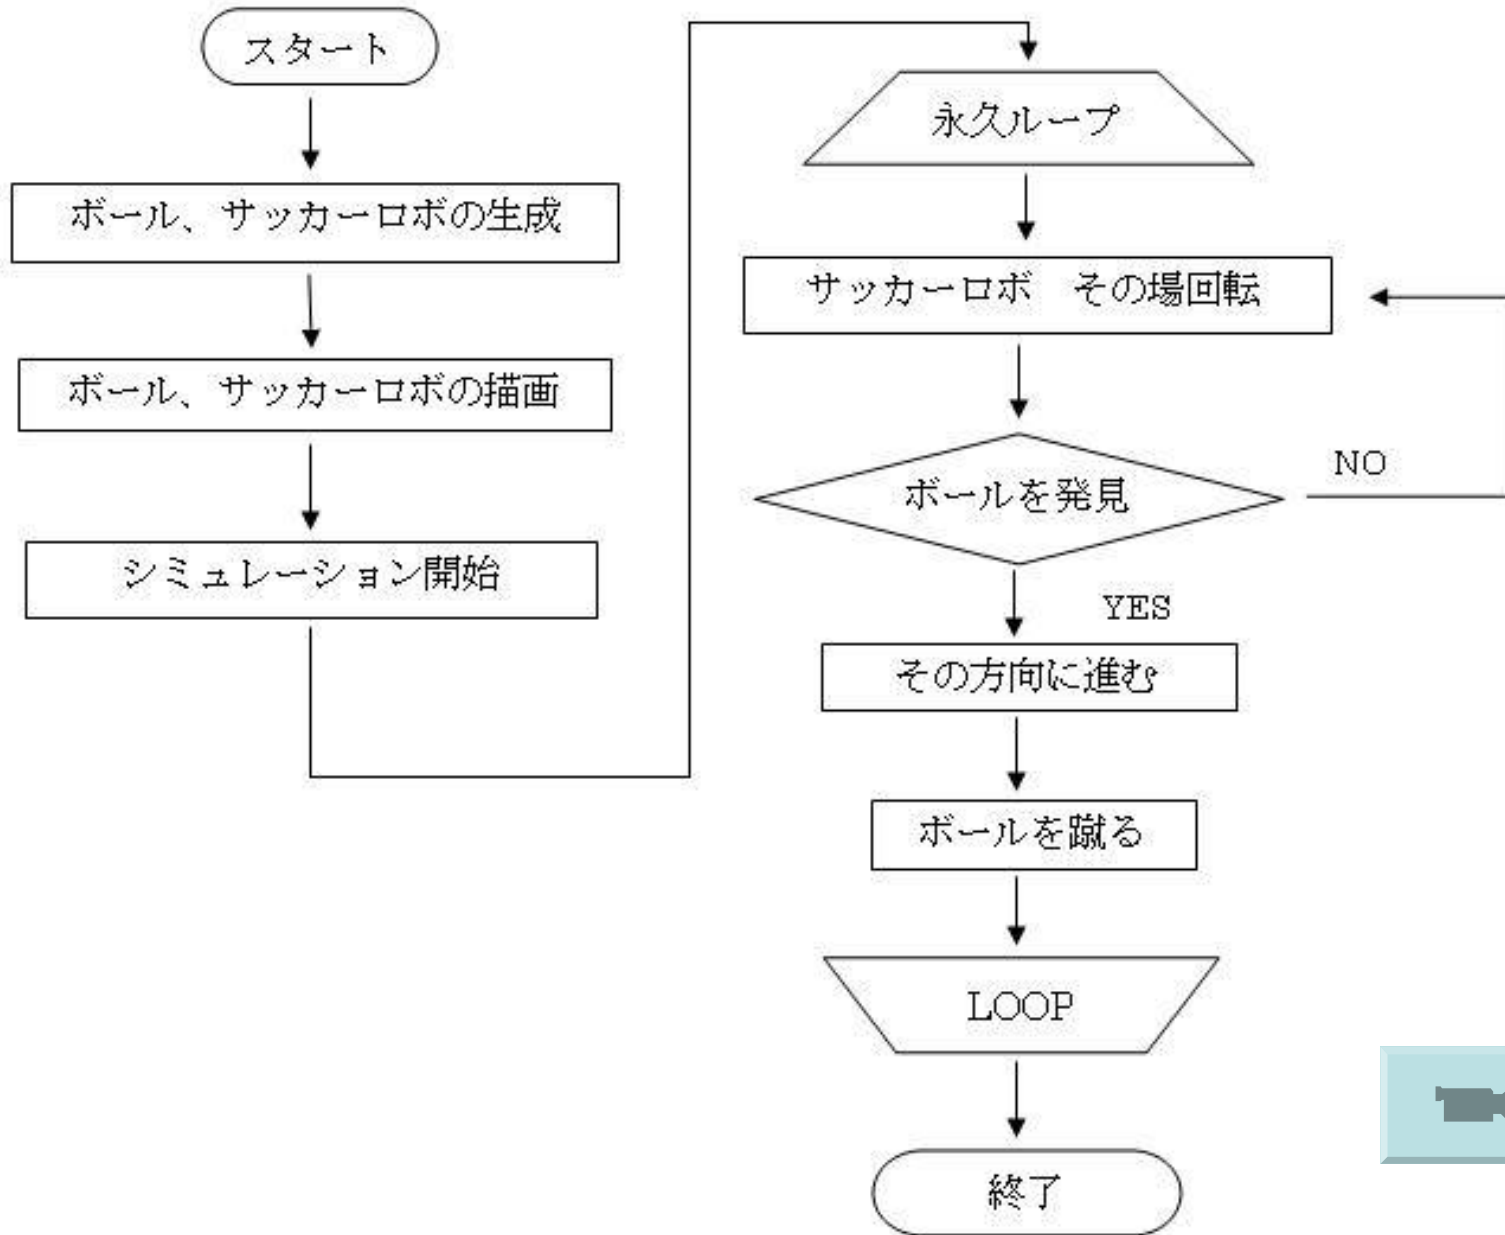 スタート
ボール、サッカーロボの生成
ボール、サッカーロボの描画
シミュレーション開始
永久ループ
サッカーロボ　その場回転
ボールを発見
NO
YES
その方向に進む
ボールを蹴る
LOOP
終了